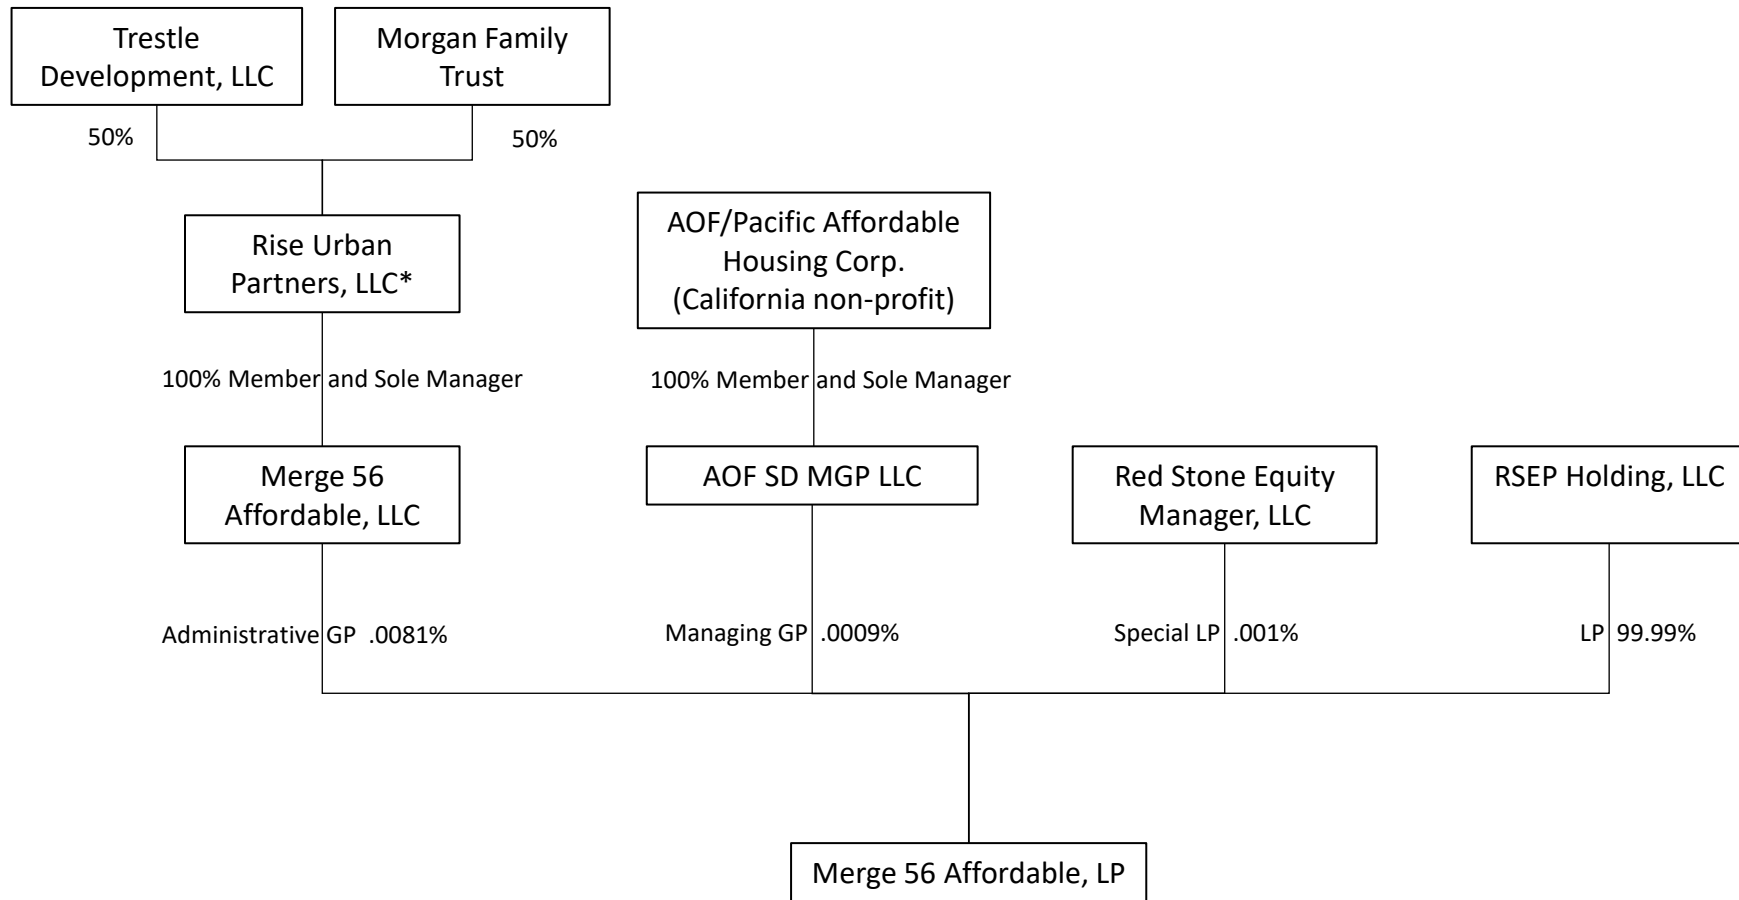 Trestle
Development, LLC
Morgan Family
Trust
50%
50%
Rise Urban
Partners, LLC*
AOF/Pacific Affordable
Housing Corp.
(California non-profit)
100% Member and Sole Manager
100% Member and Sole Manager
Merge 56
Affordable, LLC
AOF SD MGP LLC
Red Stone Equity
Manager, LLC
RSEP Holding, LLC
Administrative GP .0081%
Managing GP .0009%
Special LP .001%
LP 99.99%
Merge 56 Affordable, LP